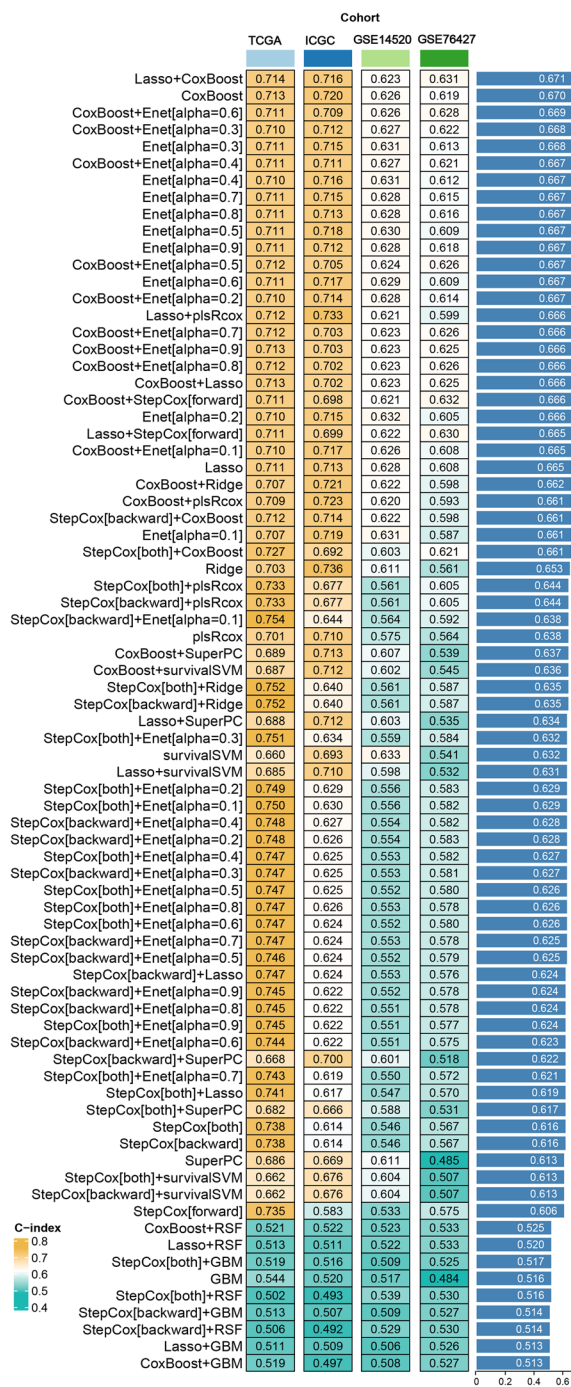 Cohort
TCGA ICGC GSE14520 GSE76427
Lasso+CoxBoost 0.714 0.716 0.623 0.631 0.671
CoxBoost 0.713 0.720 0.626 0.619 0.670
CoxBoost+Enet[alpha=0.6] 0.711 0.709 0.626 0.628 0.669
CoxBoost+Enet[alpha=0.3] 0.710 0.712 0.627 0.622 0.668
Enet[alpha=0.3] 0.711 0.715 0.631 0.613 0.668
CoxBoost+Enet[alpha=0.4] 0.711 0.711 0.627 0.621 0.667
Enet[alpha=0.4] 0.710 0.716 0.631 0.612 0.667
Enet[alpha=0.7] 0.711 0.715 0.628 0.615 0.667
Enet[alpha=0.8] 0.711 0.713 0.628 0.616 0.667
Enet[alpha=0.5] 0.711 0.718 0.630 0.609 0.667
Enet[alpha=0.9] 0.711 0.712 0.628 0.618 0.667
CoxBoost+Enet[alpha=0.5] 0.712 0.705 0.624 0.626 0.667
Enet[alpha=0.6] 0.711 0.717 0.629 0.609 0.667
CoxBoost+Enet[alpha=0.2] 0.710 0.714 0.628 0.614 0.667
Lasso+plsRcox 0.712 0.733 0.621 0.599 0.666
CoxBoost+Enet[alpha=0.7] 0.712 0.703 0.623 0.626 0.666
CoxBoost+Enet[alpha=0.9] 0.713 0.703 0.623 0.625 0.666
CoxBoost+Enet[alpha=0.8] 0.712 0.702 0.623 0.626 0.666
CoxBoost+Lasso 0.713 0.702 0.623 0.625 0.666
CoxBoost+StepCox[forward] 0.711 0.698 0.621 0.632 0.666
Enet[alpha=0.2] 0.710 0.715 0.632 0.605 0.666
Lasso+StepCox[forward] 0.711 0.699 0.622 0.630 0.665
CoxBoost+Enet[alpha=0.1] 0.710 0.717 0.626 0.608 0.665
Lasso 0.711 0.713 0.628 0.608 0.665
CoxBoost+Ridge 0.707 0.721 0.622 0.598 0.662
CoxBoost+plsRcox 0.709 0.723 0.620 0.593 0.661
StepCox[backward]+CoxBoost 0.712 0.714 0.622 0.598 0.661
Enet[alpha=0.1] 0.707 0.719 0.631 0.587 0.661
StepCox[both]+CoxBoost 0.727 0.692 0.603 0.621 0.661
Ridge 0.703 0.736 0.611 0.561 0.653
StepCox[both]+plsRcox 0.733 0.677 0.561 0.605 0.644
StepCox[backward]+plsRcox 0.733 0.677 0.561 0.605 0.644
StepCox[backward]+Enet[alpha=0.1] 0.754 0.644 0.564 0.592 0.638
plsRcox 0.701 0.710 0.575 0.564 0.638
CoxBoost+SuperPC 0.689 0.713 0.607 0.539 0.637
CoxBoost+survivalSVM 0.687 0.712 0.602 0.545 0.636
StepCox[both]+Ridge 0.752 0.640 0.561 0.587 0.635
StepCox[backward]+Ridge 0.752 0.640 0.561 0.587 0.635
Lasso+SuperPC 0.688 0.712 0.603 0.535 0.634
StepCox[both]+Enet[alpha=0.3] 0.751 0.634 0.559 0.584 0.632
survivalSVM 0.660 0.693 0.633 0.541 0.632
Lasso+survivalSVM 0.685 0.710 0.598 0.532 0.631
StepCox[both]+Enet[alpha=0.2] 0.749 0.629 0.556 0.583 0.629
StepCox[both]+Enet[alpha=0.1] 0.750 0.630 0.556 0.582 0.629
StepCox[backward]+Enet[alpha=0.4] 0.748 0.627 0.554 0.582 0.628
StepCox[backward]+Enet[alpha=0.2] 0.748 0.626 0.554 0.583 0.628
StepCox[both]+Enet[alpha=0.4] 0.747 0.625 0.553 0.582 0.627
StepCox[backward]+Enet[alpha=0.3] 0.747 0.625 0.553 0.581 0.627
StepCox[both]+Enet[alpha=0.5] 0.747 0.625 0.552 0.580 0.626
StepCox[both]+Enet[alpha=0.8] 0.747 0.626 0.553 0.578 0.626
StepCox[both]+Enet[alpha=0.6] 0.747 0.624 0.552 0.580 0.626
StepCox[backward]+Enet[alpha=0.7] 0.747 0.624 0.553 0.578 0.625
StepCox[backward]+Enet[alpha=0.5] 0.746 0.624 0.552 0.579 0.625
StepCox[backward]+Lasso 0.747 0.624 0.553 0.576 0.624
StepCox[backward]+Enet[alpha=0.9] 0.745 0.622 0.552 0.578 0.624
StepCox[backward]+Enet[alpha=0.8] 0.745 0.622 0.551 0.578 0.624
StepCox[both]+Enet[alpha=0.9] 0.745 0.622 0.551 0.577 0.624
StepCox[backward]+Enet[alpha=0.6] 0.744 0.622 0.551 0.575 0.623
StepCox[backward]+SuperPC 0.668 0.700 0.601 0.518 0.622
StepCox[both]+Enet[alpha=0.7] 0.743 0.619 0.550 0.572 0.621
StepCox[both]+Lasso 0.741 0.617 0.547 0.570 0.619
StepCox[both]+SuperPC 0.682 0.666 0.588 0.531 0.617
StepCox[both] 0.738 0.614 0.546 0.567 0.616
StepCox[backward] 0.738 0.614 0.546 0.567 0.616
SuperPC 0.686 0.669 0.611 0.485 0.613
StepCox[both]+survivalSVM 0.662 0.676 0.604 0.507 0.613
StepCox[backward]+survivalSVM 0.662 0.676 0.604 0.507 0.613
StepCox[forward] 0.735 0.583 0.533 0.575 0.606
CoxBoost+RSF 0.521 0.522 0.523 0.533 0.525
Lasso+RSF 0.513 0.511 0.522 0.533 0.520
StepCox[both]+GBM 0.519 0.516 0.509 0.525 0.517
GBM 0.544 0.520 0.517 0.484 0.516
StepCox[both]+RSF 0.502 0.493 0.539 0.530 0.516
StepCox[backward]+GBM 0.513 0.507 0.509 0.527 0.514
StepCox[backward]+RSF 0.506 0.492 0.529 0.530 0.514
Lasso+GBM 0.511 0.509 0.506 0.526 0.513
CoxBoost+GBM 0.519 0.497 0.508 0.527 0.513
C−index
0.8
0.7
0.6
0.5
0.4
0 0.2 0.4 0.6